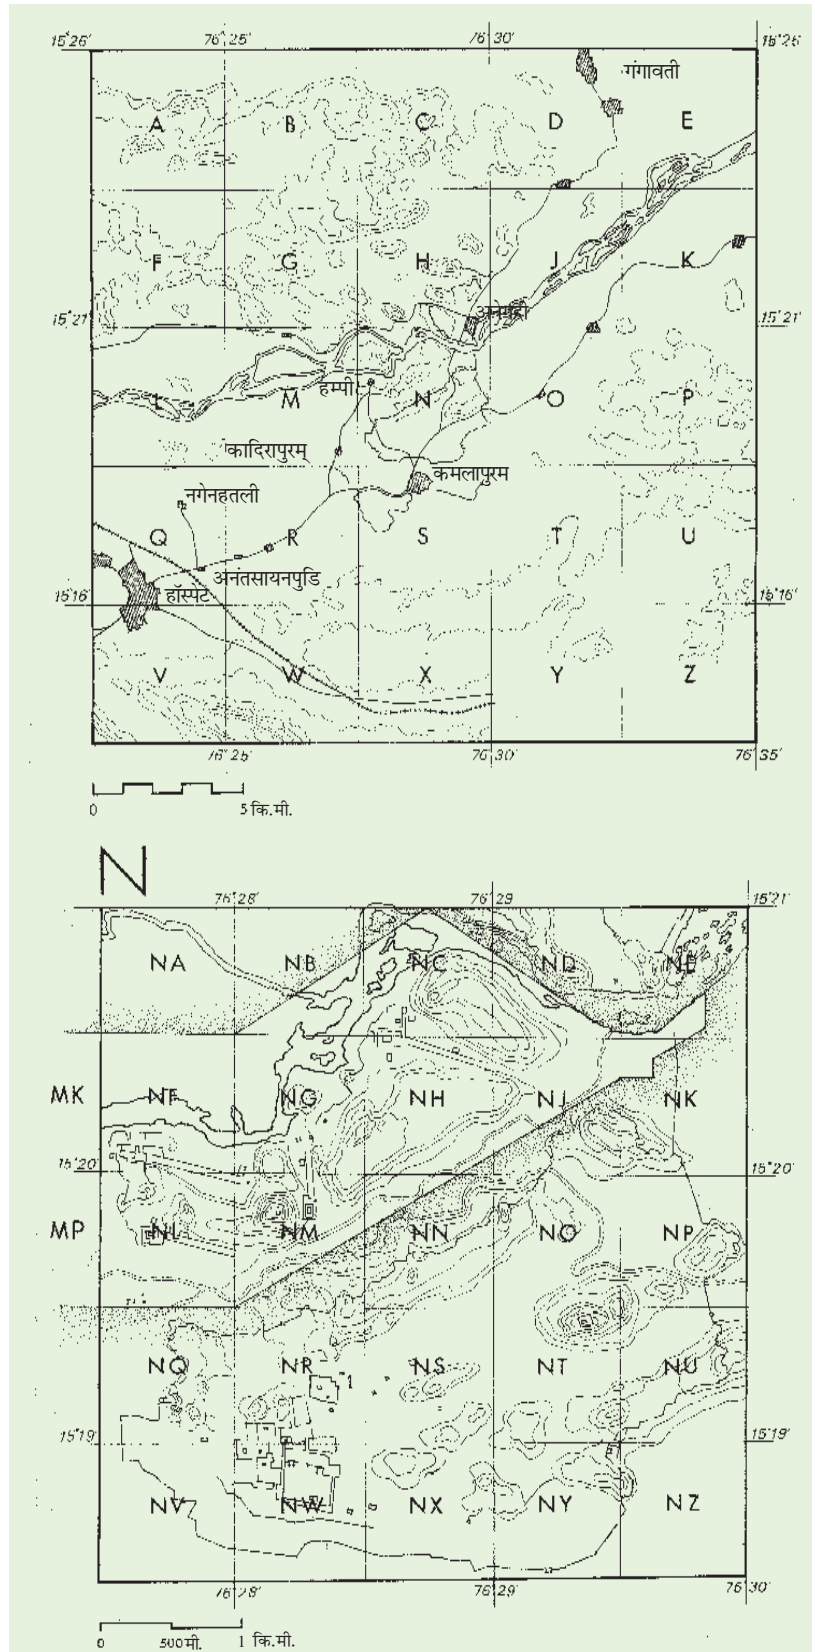 15°26' 76°25' 76°30' 15°26'
गंगावती
A B C D E
F G H J K
15°21' अनेगुंदी 15°21'
हम्पी
L M N O P
कादिरापुरम्
कमलापुरम
नगेनहतली
Q R S T U
अनंतसायनपुडि
हॉस्पेट
15°16' 15°16'
V W X Y Z
76°25' 76°30' 76°35'
0 5 कि.मी.
N
76°28' 76°29' 15°21'
NA NB NC ND NE
MK NF NG NH NJ NK
15°20' 15°20'
MP NL NM NN NO NP
NQ NR NS NT NU
15°19' 15°19'
NV NW NX NY NZ
76°28' 76°29' 76°30'
0 500 मी. 1 कि.मी.